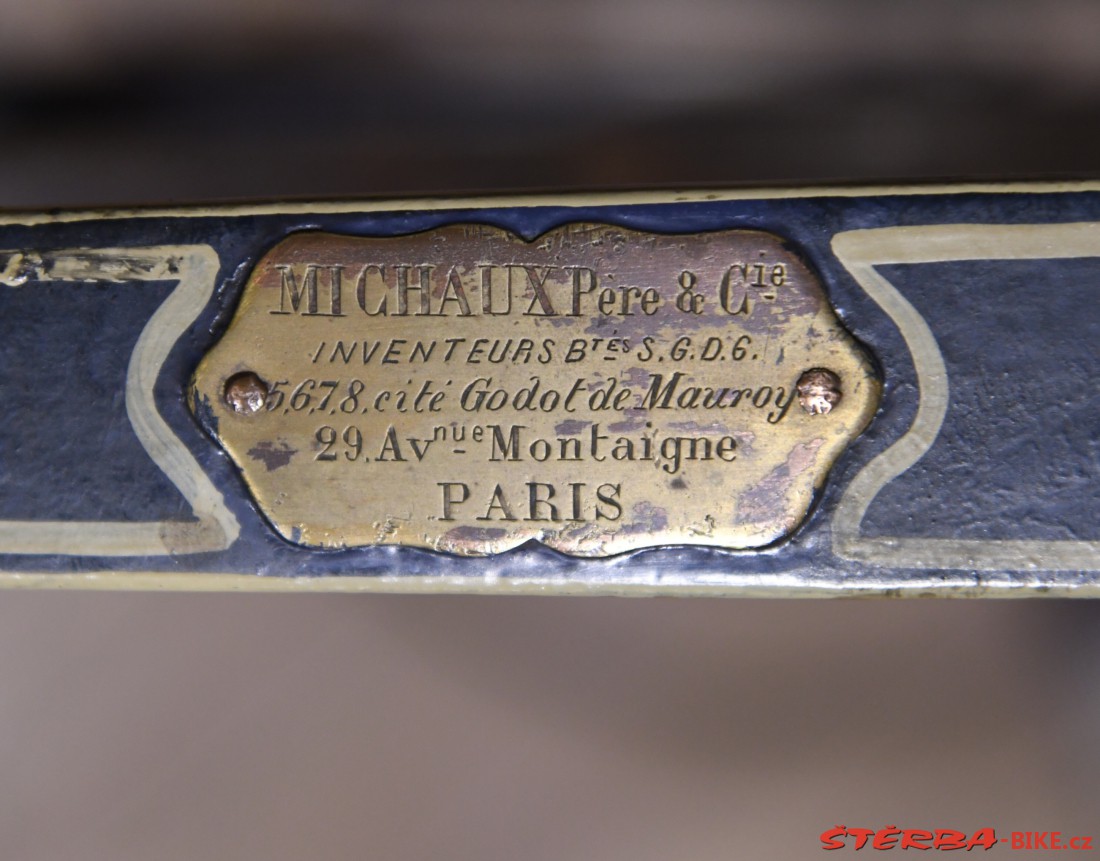 MICHAUX Père & Cie
INVENTEURS Btés S.G.D.G.
5,6,7,8, cité Godot de Mauroy
29, Avnue Montaigne
PARIS
ŠTĚRBA-BIKE.cz